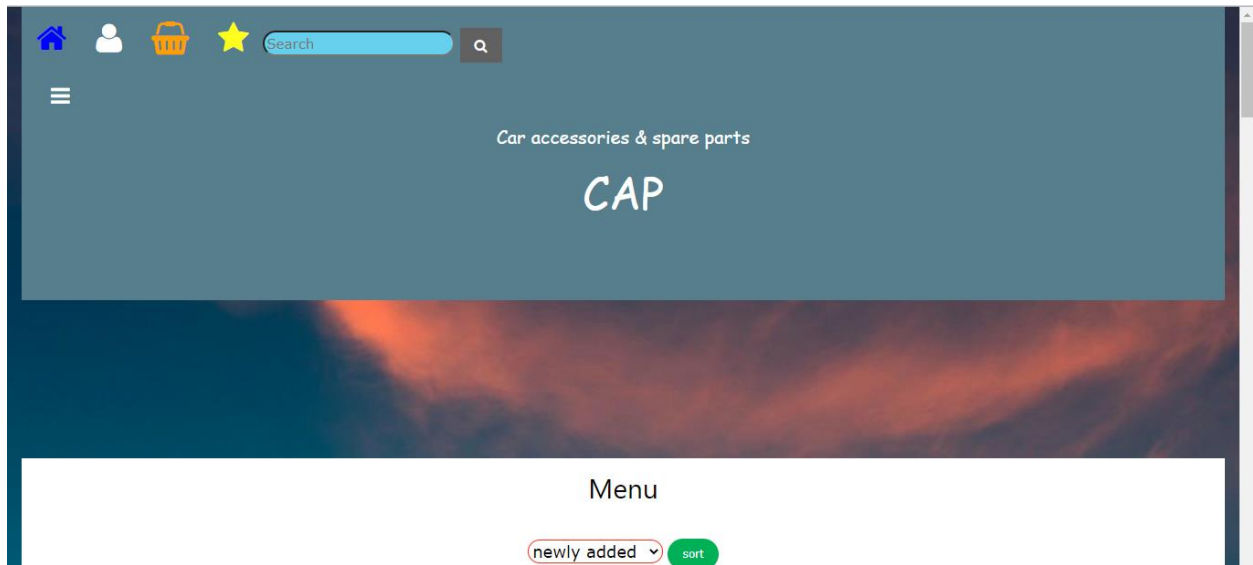 Search
Car accessories & spare parts
CAP
Menu
newly added
sort